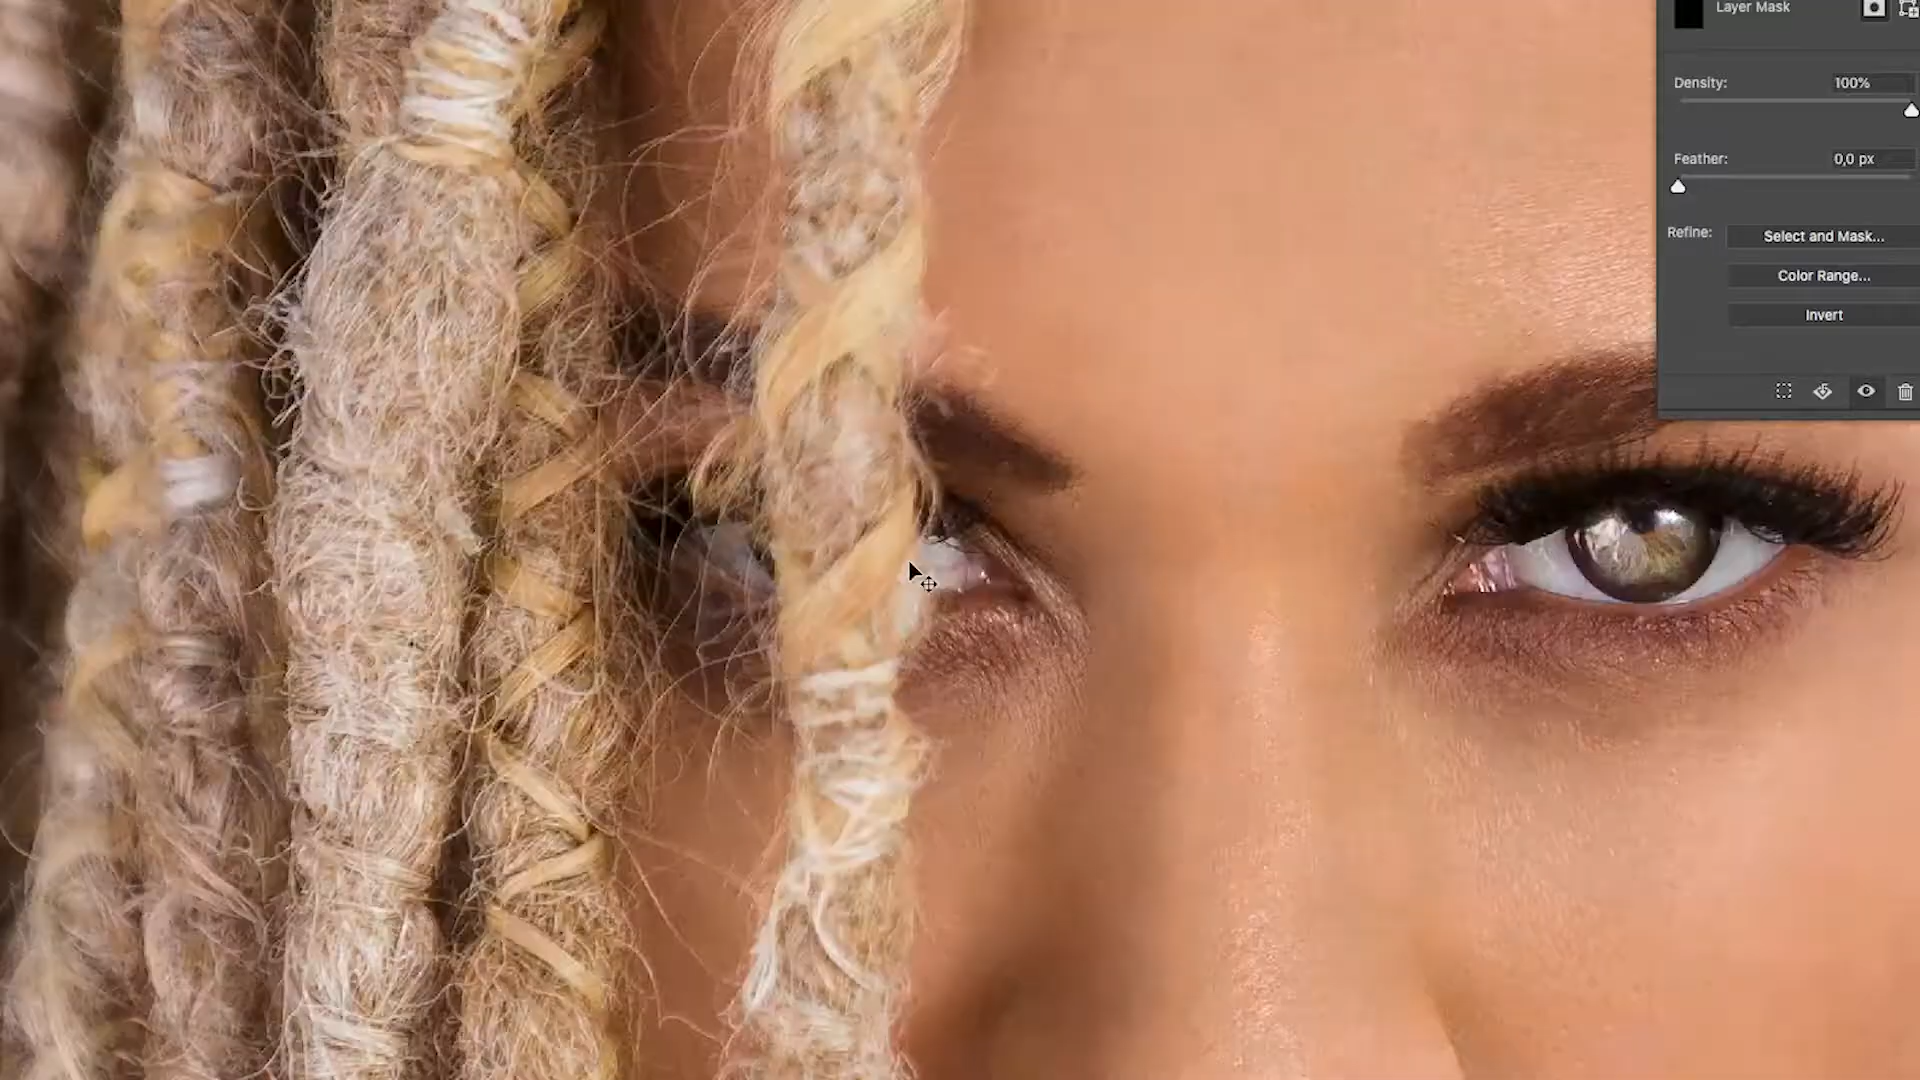 Layer Mask
Density: 100%
Feather: 0,0 px
Refine: Select and Mask...
Color Range...
Invert